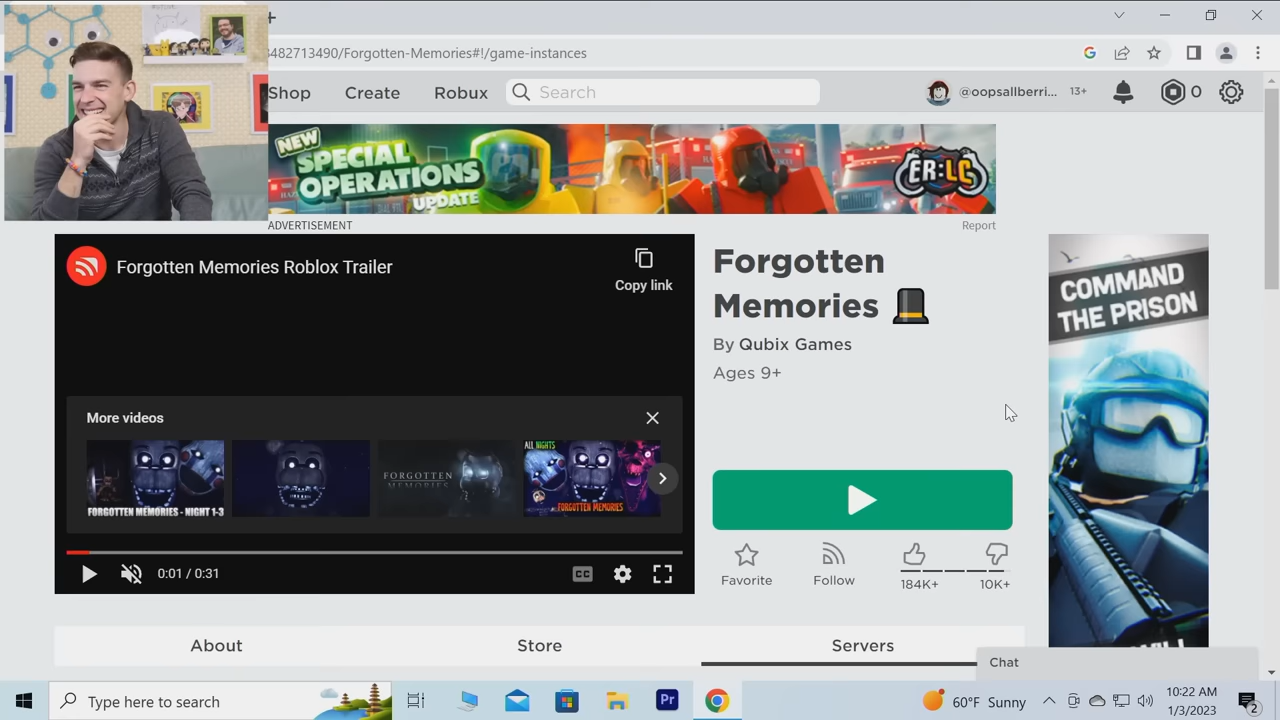 482713490/Forgotten-Memories#!/game-instances
Shop
Create
Robux
Search
@oopsallberri...
13+
0
NEW
SPECIAL
OPERATIONS
UPDATE
ER:LC
ADVERTISEMENT
Report
Forgotten Memories Roblox Trailer
Copy link
More videos
FORGOTTEN MEMORIES - NIGHT 1-3
FORGOTTEN
MEMORIES
ALL NIGHTS
FORGOTTEN MEMORIES
0:01 / 0:31
CC
Forgotten
Memories
By Qubix Games
Ages 9+
Favorite
Follow
184K+
10K+
COMMAND
THE PRISON
About
Store
Servers
Chat
Type here to search
Pr
60°F Sunny
10:22 AM
1/3/2023
2